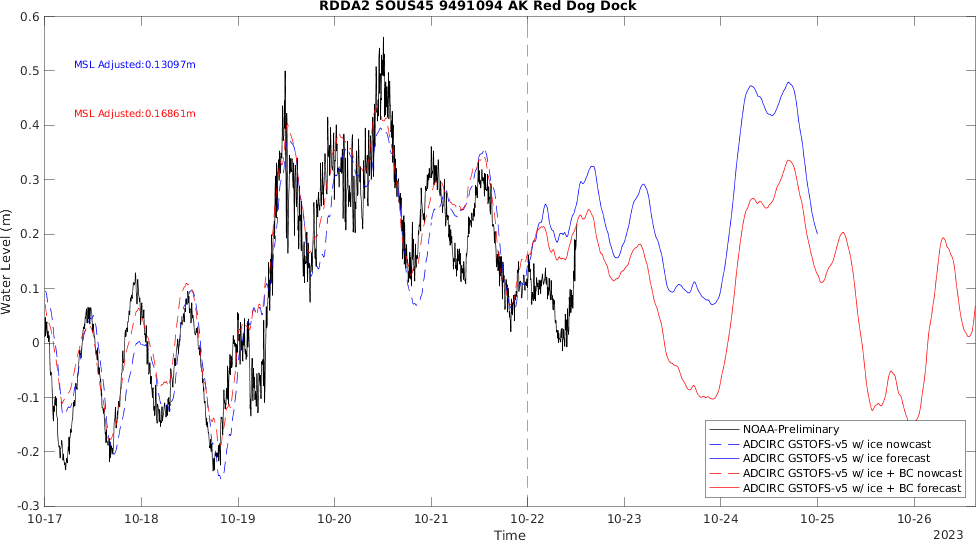 RDDA2 SOUS45 9491094 AK Red Dog Dock
0.6
0.5
0.4
0.3
0.2
0.1
0
-0.1
-0.2
-0.3
Water Level (m)
MSL Adjusted:0.13097m
MSL Adjusted:0.16861m
NOAA-Preliminary
ADCIRC GSTOFS-v5 w/ ice nowcast
ADCIRC GSTOFS-v5 w/ ice forecast
ADCIRC GSTOFS-v5 w/ ice + BC nowcast
ADCIRC GSTOFS-v5 w/ ice + BC forecast
10-17 10-18 10-19 10-20 10-21 10-22 10-23 10-24 10-25 10-26
Time
2023